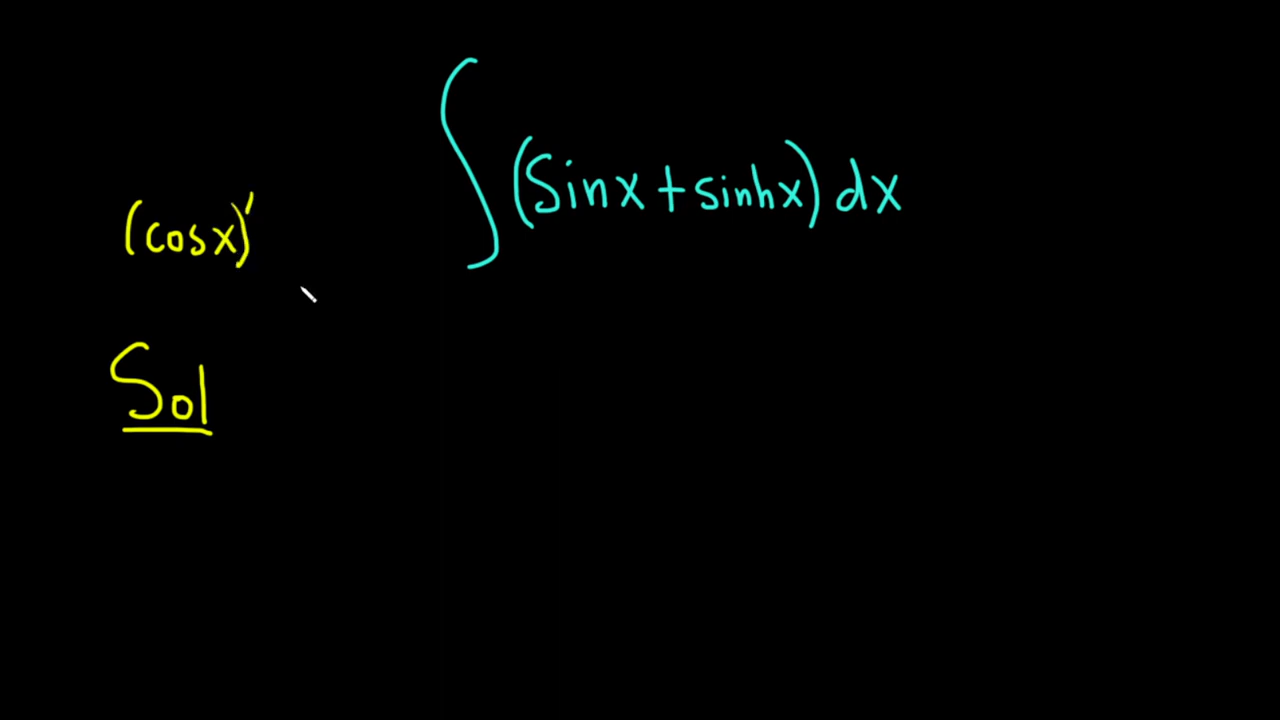 ∫(Sinx + sinhx) dx
(cosx)'
Sol